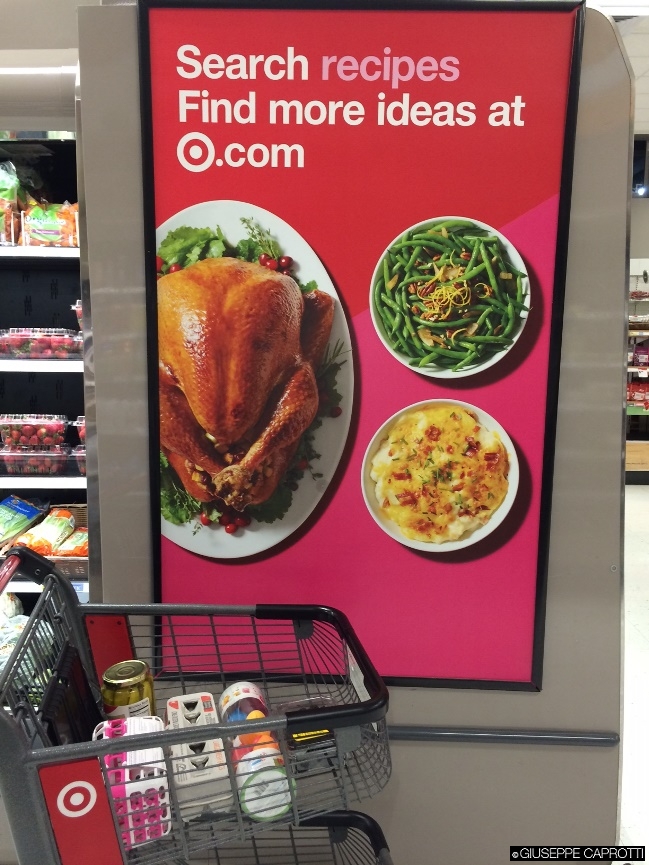 Search recipes
Find more ideas at
.com
©GIUSEPPE CAPROTTI